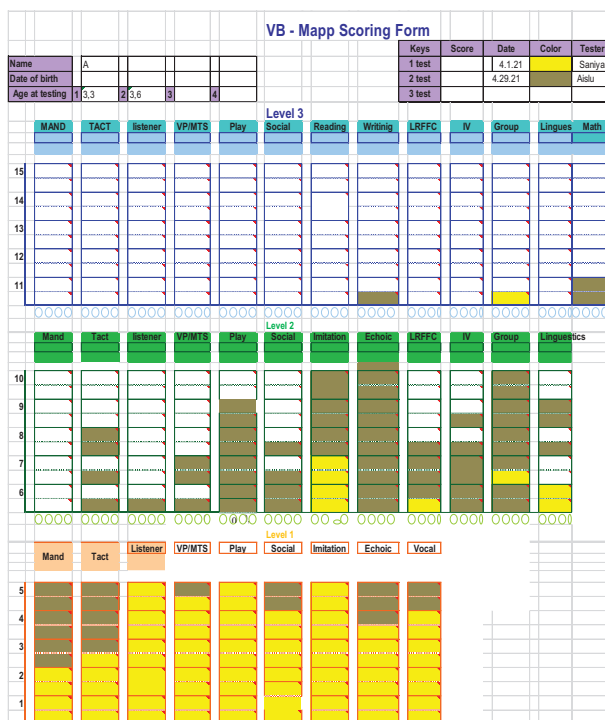 VB - Mapp Scoring Form
Keys Score Date Color Tester
Name A 1 test 4.1.21 Saniya
Date of birth 2 test 4.29.21 Aislu
Age at testing 1 3,3 2 3,6 3 4 3 test
Level 3
MAND TACT listener VP/MTS Play Social Reading Writinig LRFFC IV Group Lingues Math
15
14
13
12
11
Level 2
Mand Tact listener VP/MTS Play Social Imitation Echoic LRFFC IV Group Linguestics
10
9
8
7
6
Level 1
Mand Tact Listener VP/MTS Play Social Imitation Echoic Vocal
5
4
3
2
1